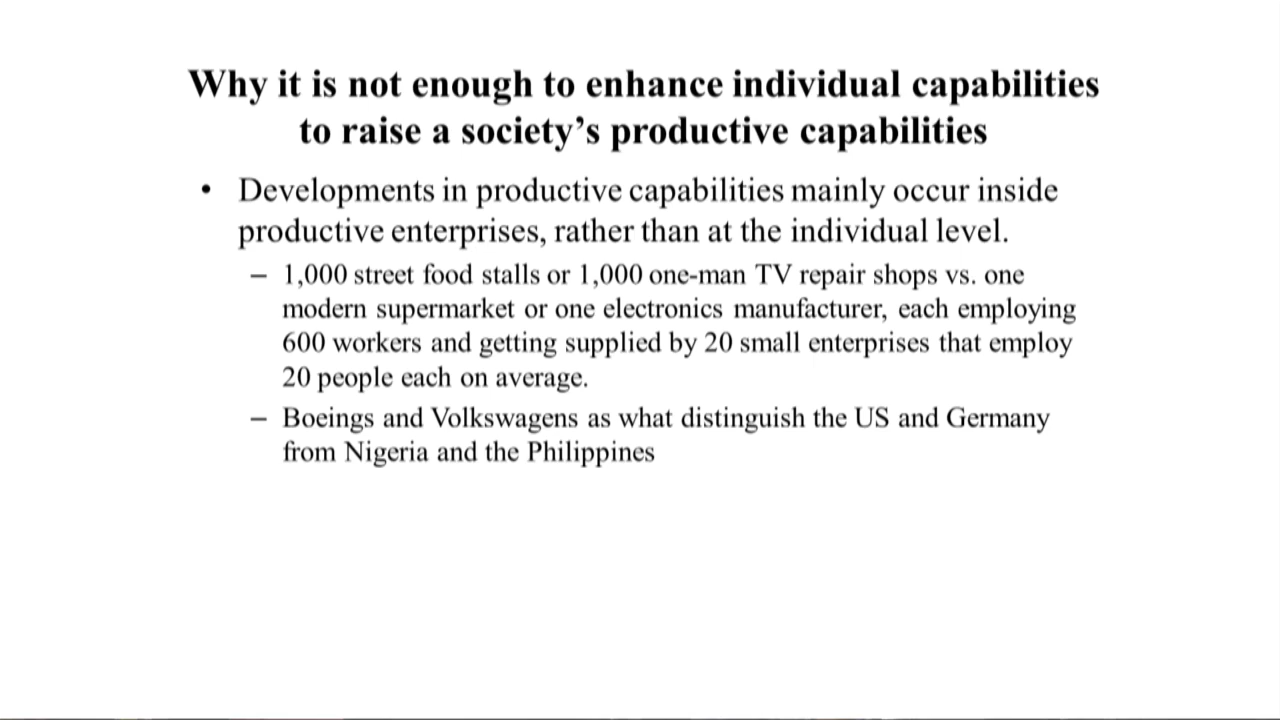 Why it is not enough to enhance individual capabilities
to raise a society’s productive capabilities
• Developments in productive capabilities mainly occur inside
productive enterprises, rather than at the individual level.
– 1,000 street food stalls or 1,000 one-man TV repair shops vs. one
modern supermarket or one electronics manufacturer, each employing
600 workers and getting supplied by 20 small enterprises that employ
20 people each on average.
– Boeings and Volkswagens as what distinguish the US and Germany
from Nigeria and the Philippines